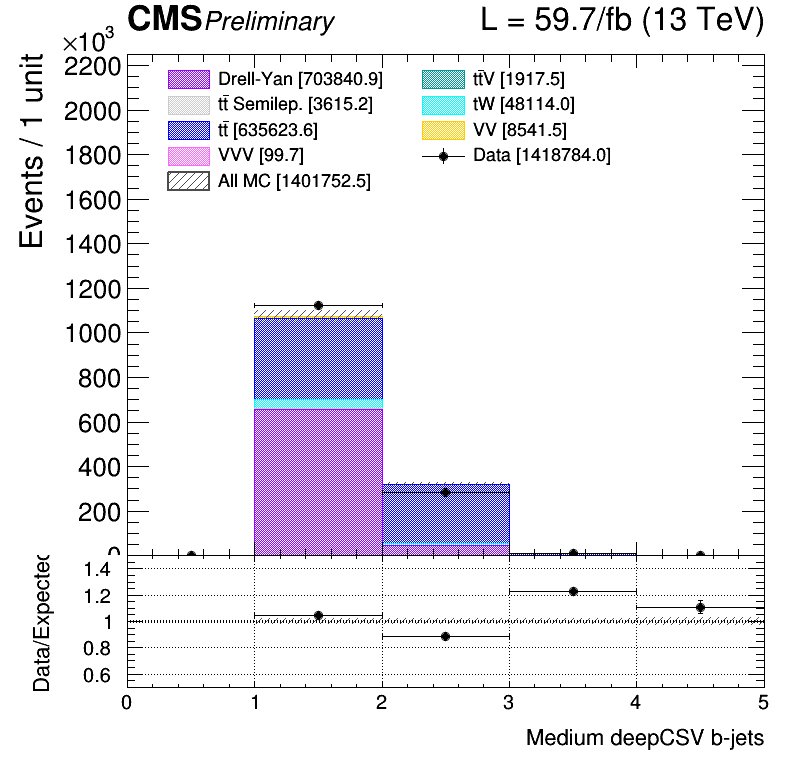 CMS Preliminary L = 59.7/fb (13 TeV)
×10³
Events / 1 unit
2200
2000
1800
1600
1400
1200
1000
800
600
400
200
0
Drell-Yan [703840.9]
tt̄ Semilep. [3615.2]
tt̄ [635623.6]
VVV [99.7]
All MC [1401752.5]
tt̄V [1917.5]
tW [48114.0]
VV [8541.5]
Data [1418784.0]
Data/Expected
1.4
1.2
1
0.8
0.6
0 1 2 3 4 5
Medium deepCSV b-jets